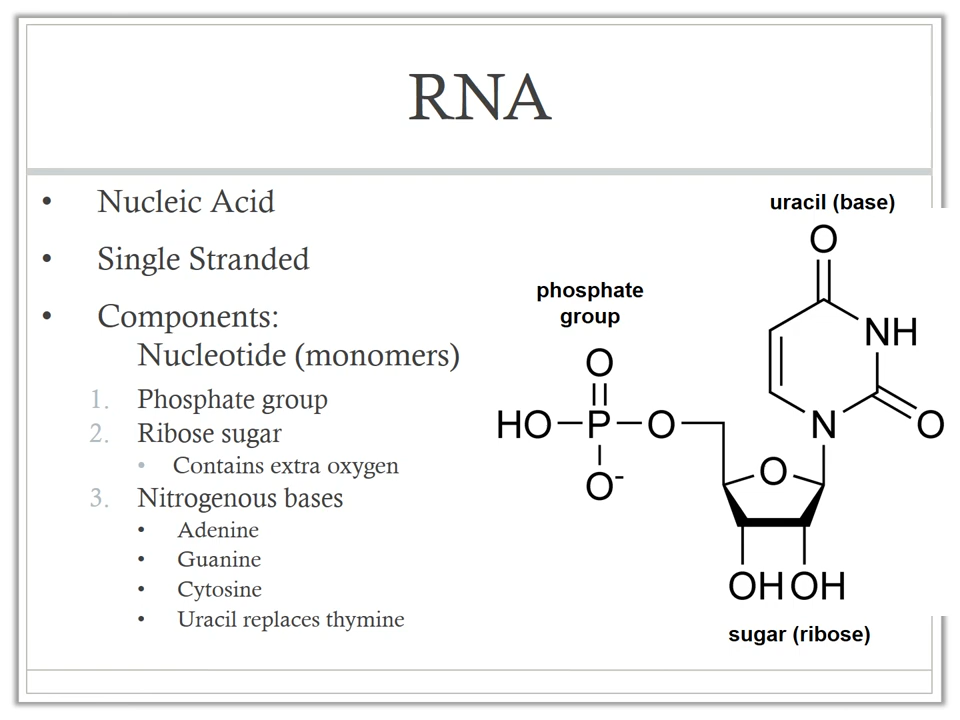 RNA
• Nucleic Acid
• Single Stranded
• Components:
Nucleotide (monomers)
1. Phosphate group
2. Ribose sugar
• Contains extra oxygen
3. Nitrogenous bases
• Adenine
• Guanine
• Cytosine
• Uracil replaces thymine
uracil (base)
O
phosphate
group
NH
O
HO P O
N
O
O-
O
OH OH
sugar (ribose)